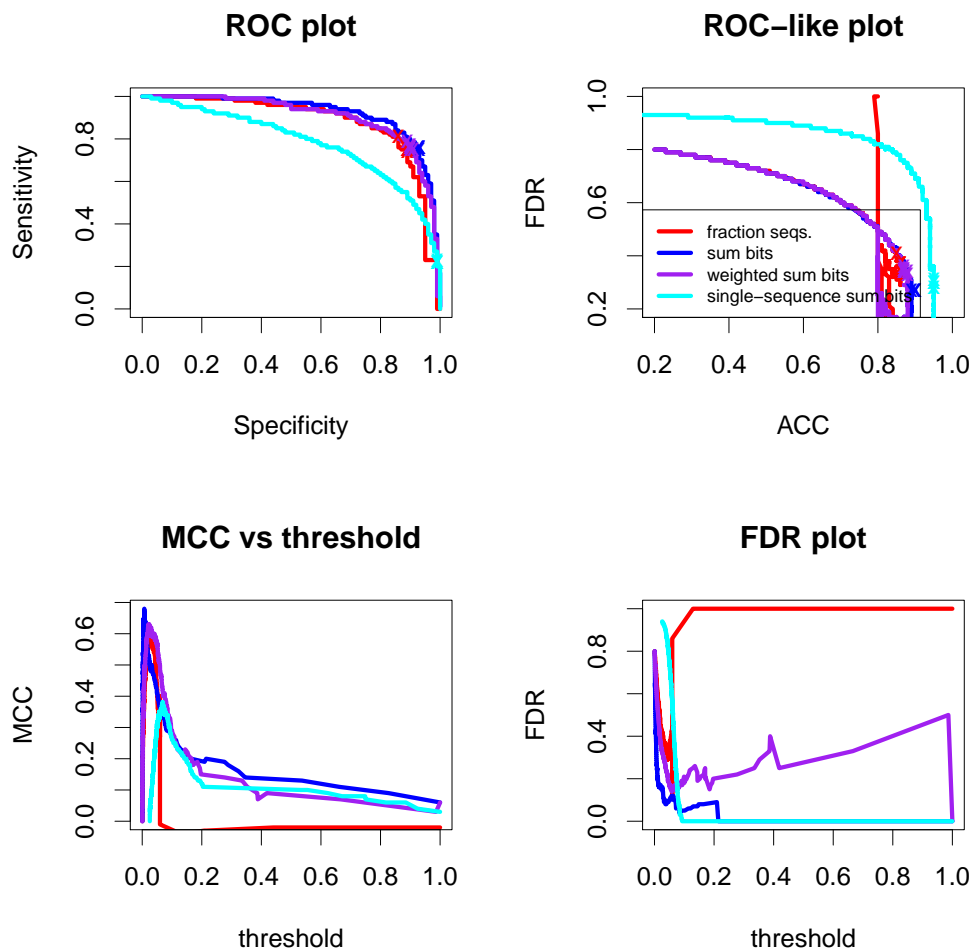 ROC plot
Sensitivity
0.0 0.4 0.8
0.0 0.2 0.4 0.6 0.8 1.0
Specificity
ROC−like plot
FDR
0.2 0.6 1.0
fraction seqs.
sum bits
weighted sum bits
single−sequence sum bits
0.2 0.4 0.6 0.8 1.0
ACC
MCC vs threshold
MCC
0.0 0.2 0.4 0.6
0.0 0.2 0.4 0.6 0.8 1.0
threshold
FDR plot
FDR
0.0 0.4 0.8
0.0 0.2 0.4 0.6 0.8 1.0
threshold